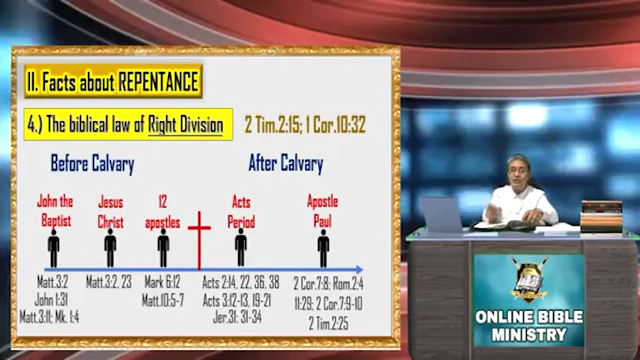 II. Facts about REPENTANCE
4.) The biblical law of Right Division 2 Tim.2:15; 1 Cor.10:32
Before Calvary After Calvary
John the Baptist
Jesus Christ
12 apostles
Acts Period
Apostle Paul
Matt.3:2
John 1:31
Matt.3:11; Mk. 1:4
Matt.3:2, 23
Mark 6:12
Matt.10:5-7
Acts 2:14, 22, 36, 38
Acts 3:12-13, 19-21
Jer.31: 31-34
2 Cor.7:8; Rom.2:4
11:29; 2 Cor.7:9-10
2 Tim.2:25
ONLINE BIBLE
MINISTRY